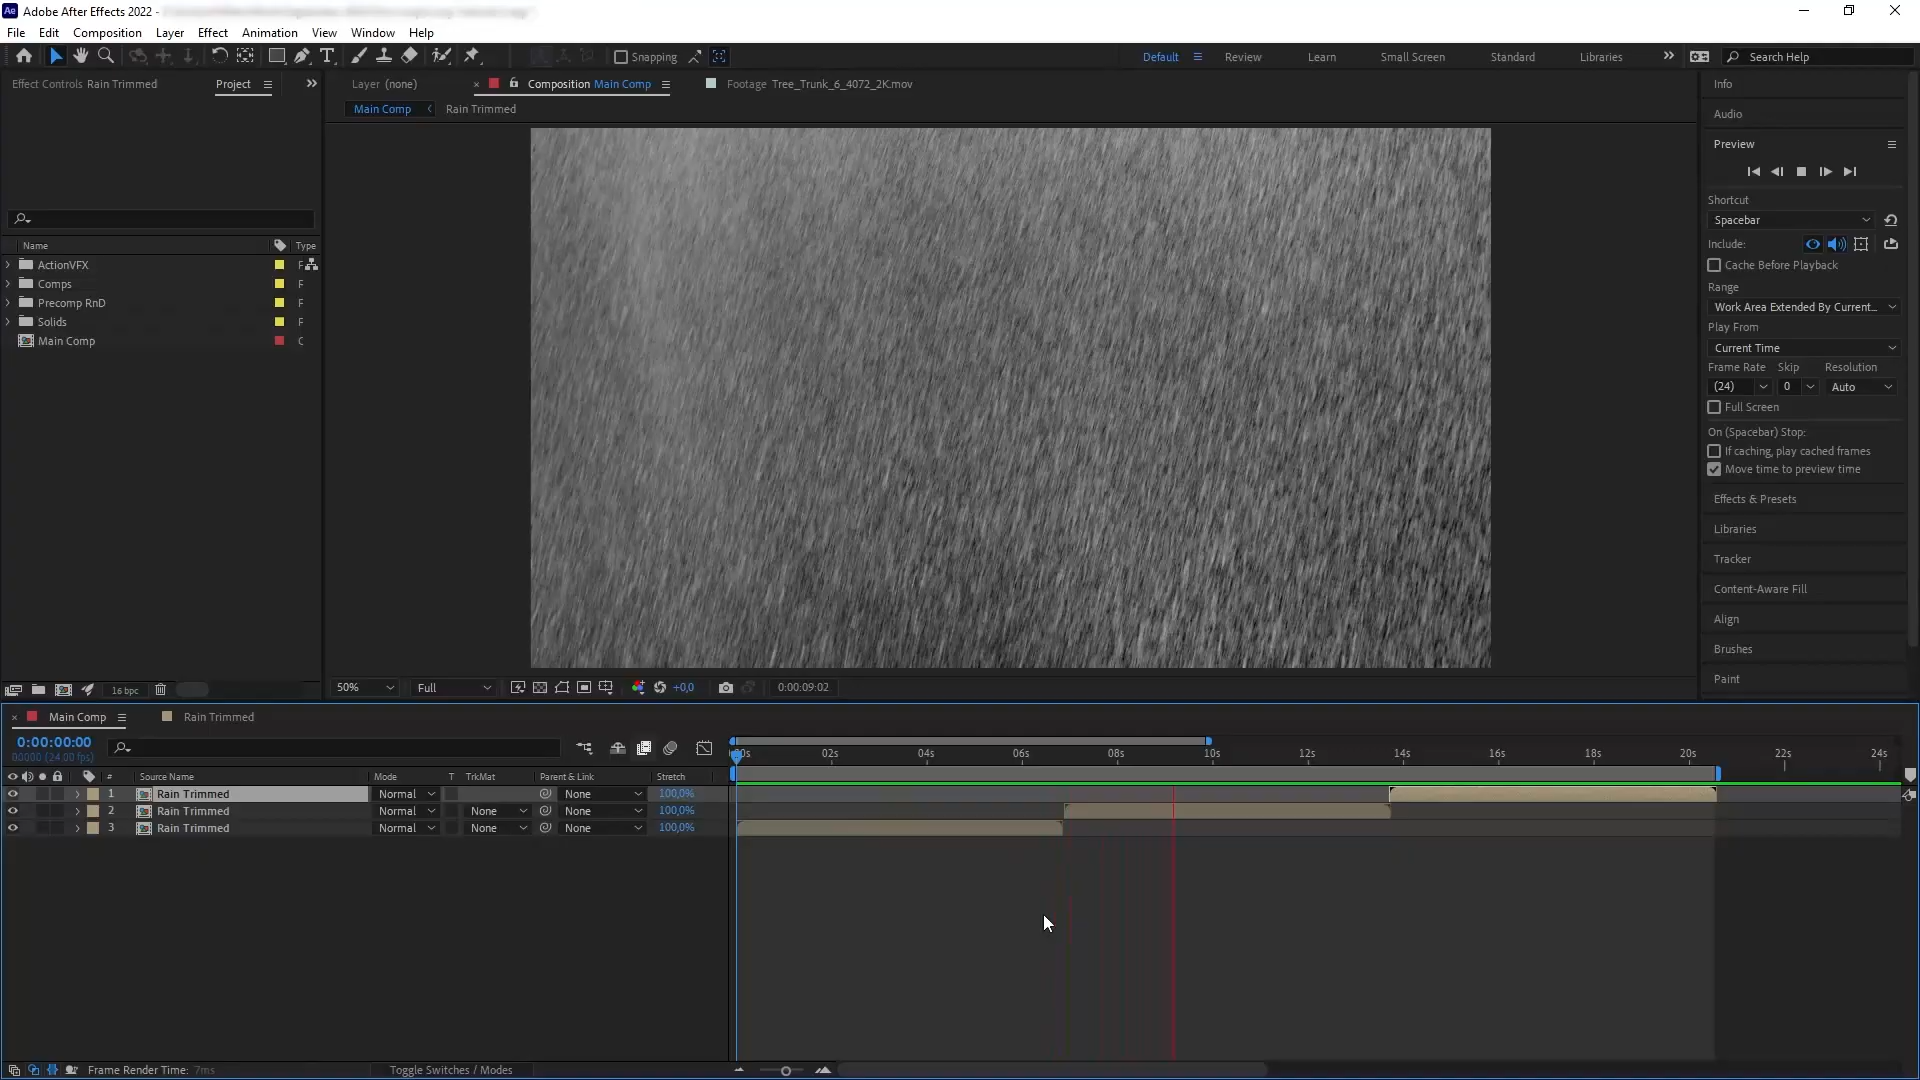 Adobe After Effects 2022 -
File Edit Composition Layer Effect Animation View Window Help
Snapping
Default Review Learn Small Screen Standard Libraries Search Help
Effect Controls Rain Trimmed Project
Layer (none) Composition Main Comp Footage Tree_Trunk_6_4072_2K.mov
Main Comp Rain Trimmed
Name Type
ActionVFX F
Comps F
Precomp RnD F
Solids F
Main Comp C
16 bpc
50% Full +0,0 0:00:09:02
Info
Audio
Preview
Shortcut
Spacebar
Include:
Cache Before Playback
Range
Work Area Extended By Current...
Play From
Current Time
Frame Rate Skip Resolution
(24) 0 Auto
Full Screen
On (Spacebar) Stop:
If caching, play cached frames
Move time to preview time
Effects & Presets
Libraries
Tracker
Content-Aware Fill
Align
Brushes
Paint
Main Comp Rain Trimmed
0:00:00:00
00000 (24.00 fps)
02s 04s 06s 08s 10s 12s 14s 16s 18s 20s 22s 24s
# Source Name Mode T TrkMat Parent & Link Stretch
1 Rain Trimmed Normal None 100,0%
2 Rain Trimmed Normal None None 100,0%
3 Rain Trimmed Normal None None 100,0%
Frame Render Time: 7ms Toggle Switches / Modes